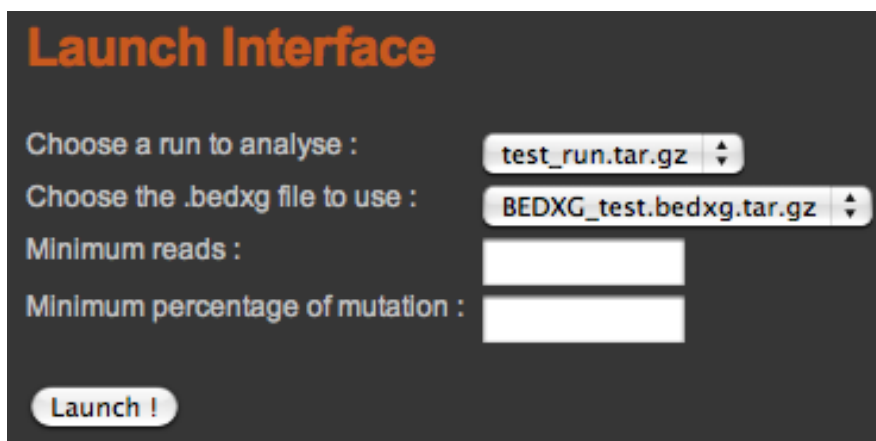 Launch Interface
Choose a run to analyse : test_run.tar.gz
Choose the .bedxg file to use : BEDXG_test.bedxg.tar.gz
Minimum reads :
Minimum percentage of mutation :
Launch !